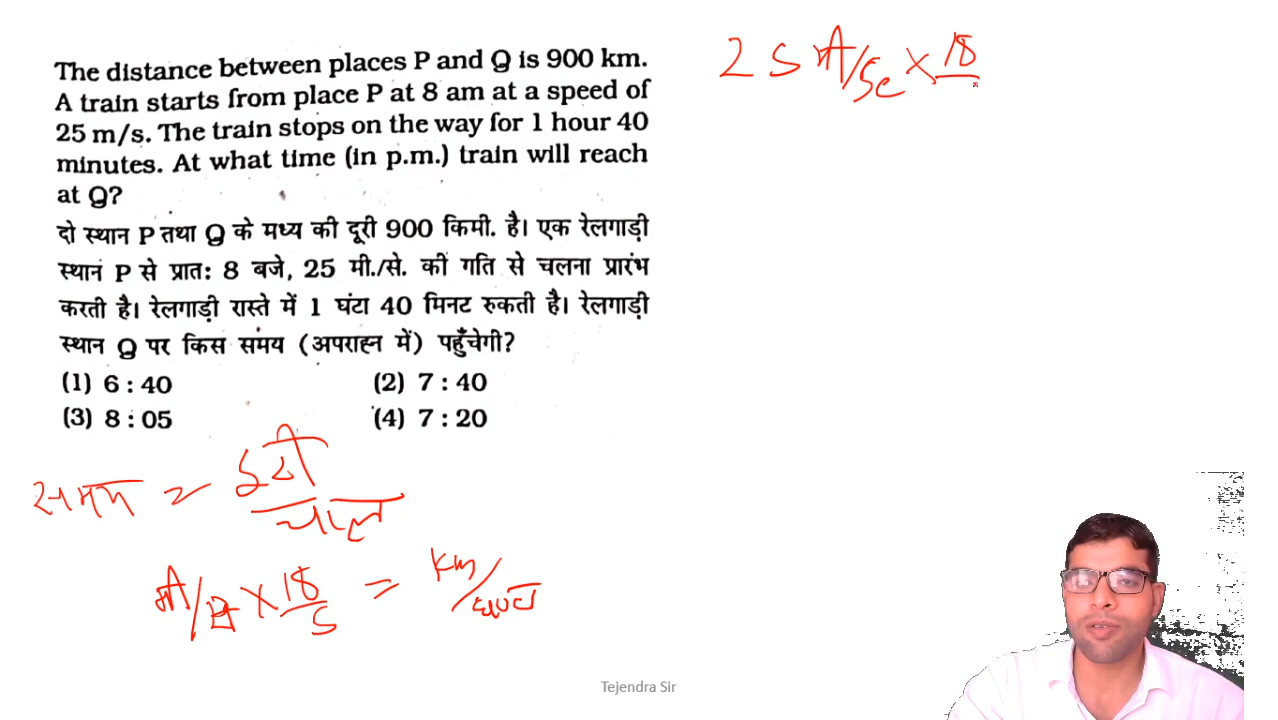 The distance between places P and Q is 900 km.
A train starts from place P at 8 am at a speed of
25 m/s. The train stops on the way for 1 hour 40
minutes. At what time (in p.m.) train will reach
at Q?
दो स्थान P तथा Q के मध्य की दूरी 900 किमी. है। एक रेलगाड़ी
स्थान P से प्रात: 8 बजे, 25 मी./से. की गति से चलना प्रारंभ
करती है। रेलगाड़ी रास्ते में 1 घंटा 40 मिनट रुकती है। रेलगाड़ी
स्थान Q पर किस समय (अपराह्न में) पहुँचेगी?
(1) 6 : 40 (2) 7 : 40
(3) 8 : 05 (4) 7 : 20
समय = दूरी / चाल
मी/से × 18/5 = km/घण्टा
25 मी/से × 18
Tejendra Sir